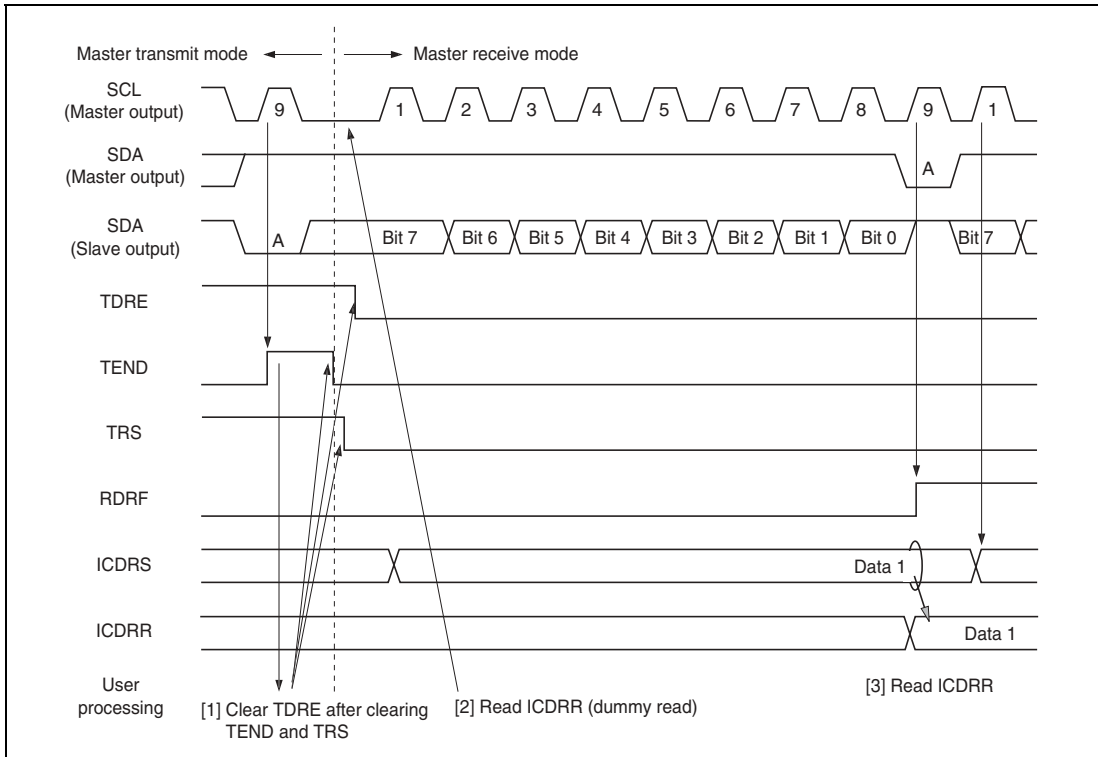 Master transmit mode Master receive mode
SCL
(Master output)
9 1 2 3 4 5 6 7 8 9 1
SDA
(Master output)
A
SDA
(Slave output)
A Bit 7 Bit 6 Bit 5 Bit 4 Bit 3 Bit 2 Bit 1 Bit 0 Bit 7
TDRE
TEND
TRS
RDRF
ICDRS
Data 1
ICDRR
Data 1
User
processing
[1] Clear TDRE after clearing
TEND and TRS
[2] Read ICDRR (dummy read)
[3] Read ICDRR